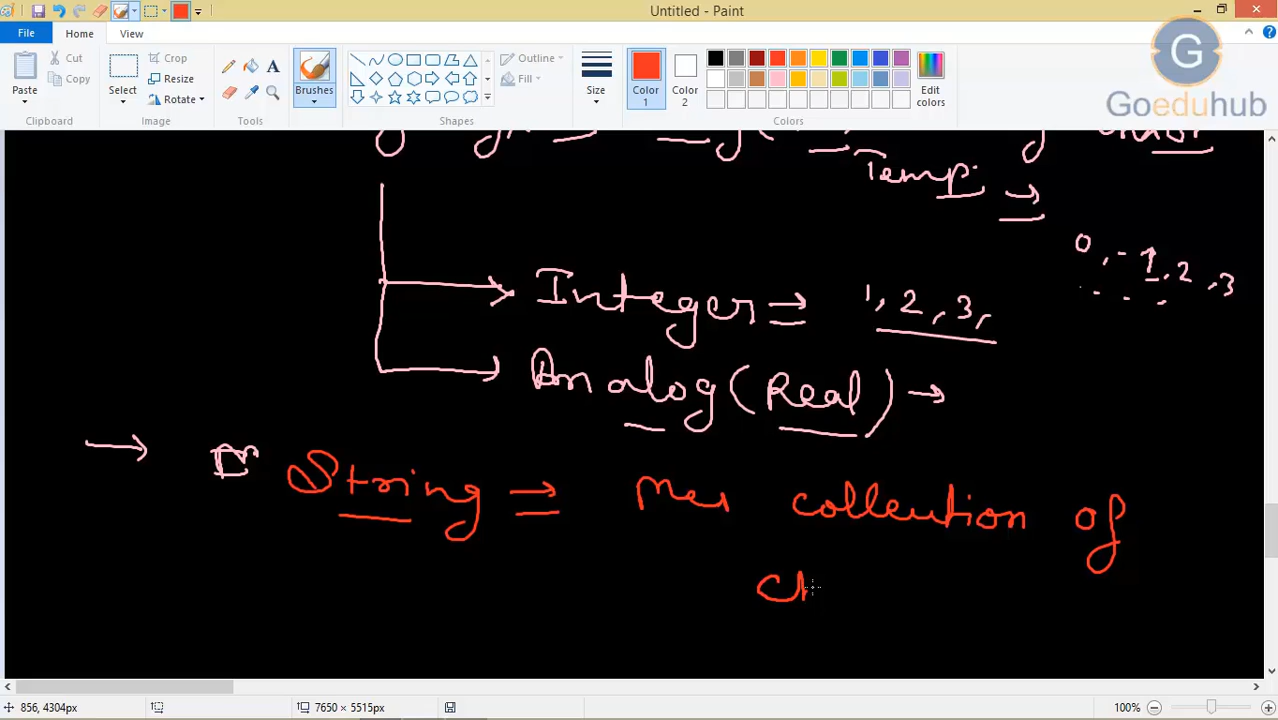 Untitled - Paint
File
Home
View
Paste
Cut
Copy
Clipboard
Select
Crop
Resize
Rotate
Image
Tools
Brushes
Shapes
Outline
Fill
Size
Color 1
Color 2
Edit colors
Colors
G
Goeduhub
Temp. →
0, - 1, 2, 3
Integer ⇒ 1, 2, 3,
Analog (Real) →
→
String ⇒ collection of
856, 4304px
7650 × 5515px
100%